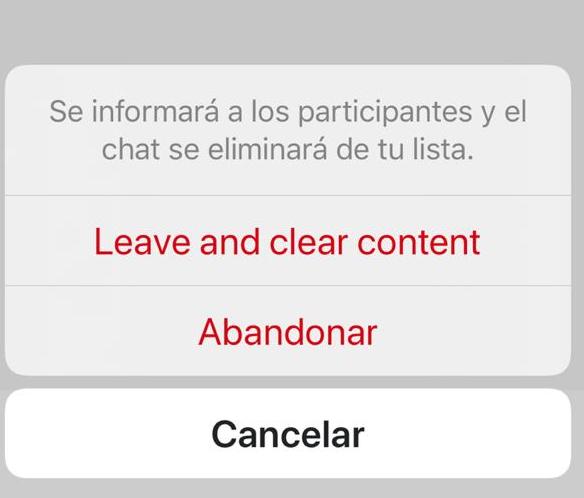 Se informará a los participantes y el
chat se eliminará de tu lista.
Leave and clear content
Abandonar
Cancelar